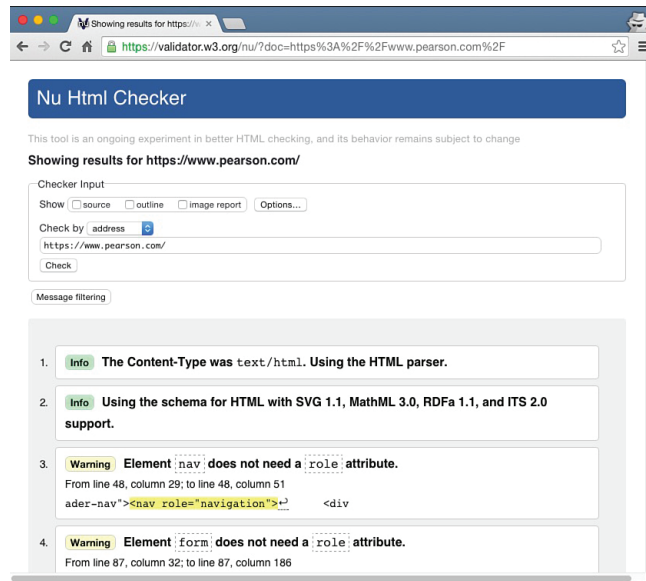 Showing results for https://w
https://validator.w3.org/nu/?doc=https%3A%2F%2Fwww.pearson.com%2F
Nu Html Checker
This tool is an ongoing experiment in better HTML checking, and its behavior remains subject to change
Showing results for https://www.pearson.com/
Checker Input
Show source outline image report Options...
Check by address
https://www.pearson.com/
Check
Message filtering
1. Info The Content-Type was text/html. Using the HTML parser.
2. Info Using the schema for HTML with SVG 1.1, MathML 3.0, RDFa 1.1, and ITS 2.0
support.
3. Warning Element nav does not need a role attribute.
From line 48, column 29; to line 48, column 51
ader-nav"><nav role="navigation">↩ <div
4. Warning Element form does not need a role attribute.
From line 87, column 32; to line 87, column 186